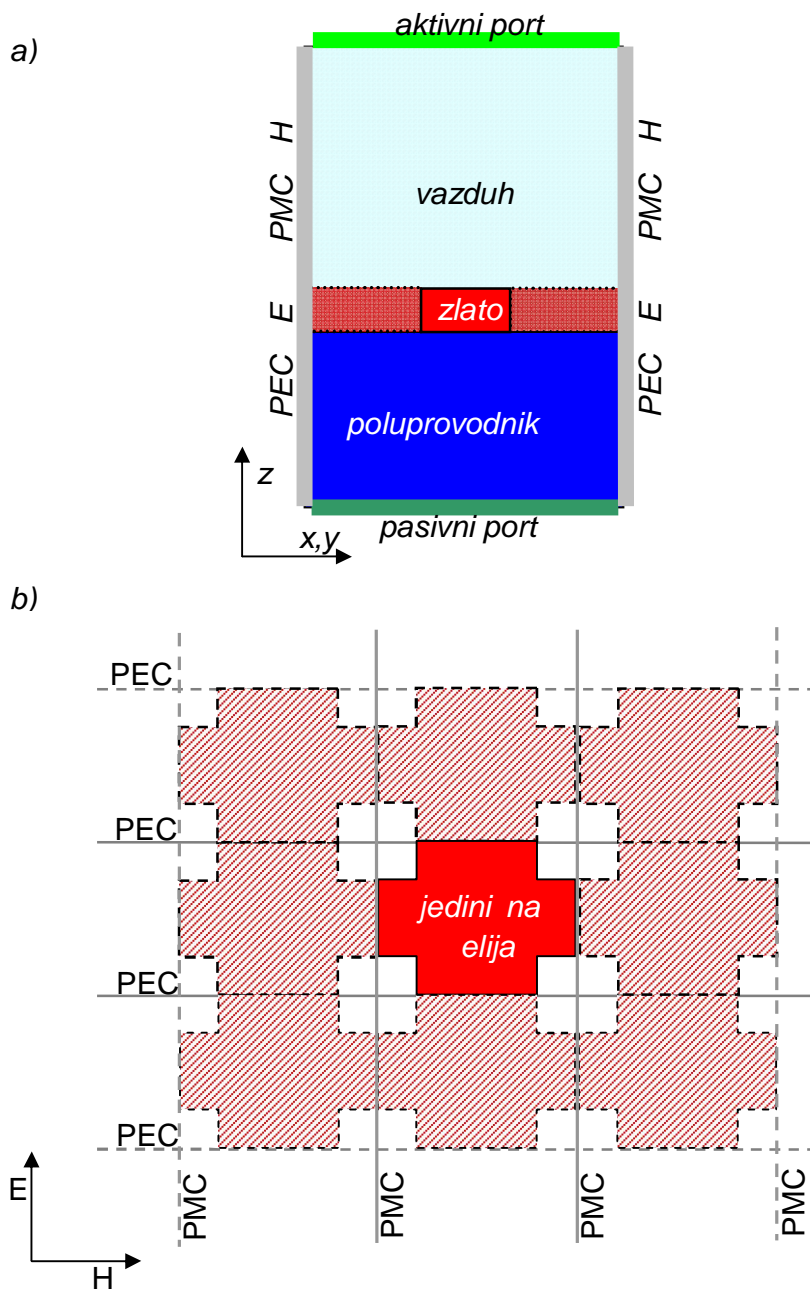 a)
aktivni port
H
H
PMC
PMC
vazduh
E
zlato
E
PEC
PEC
poluprovodnik
z
pasivni port
x,y
b)
PEC
PEC
jedini na
elija
PEC
PEC
E
H
PMC
PMC
PMC
PMC